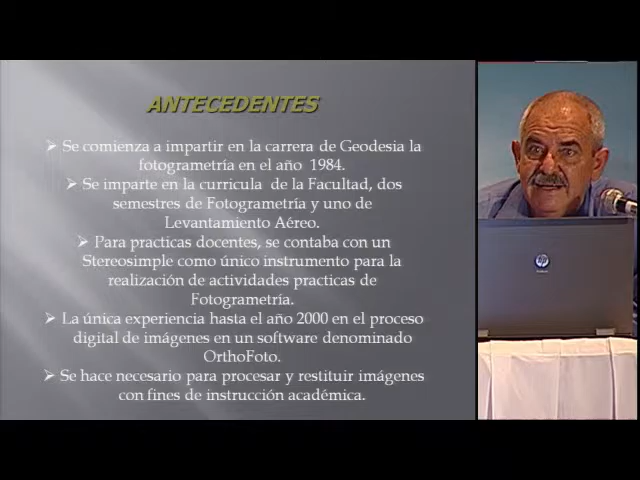 ANTECEDENTES
➢ Se comienza a impartir en la carrera de Geodesia la
fotogrametría en el año 1984.
➢ Se imparte en la curricula de la Facultad, dos
semestres de Fotogrametría y uno de
Levantamiento Aéreo.
➢ Para practicas docentes, se contaba con un
Stereosimple como único instrumento para la
realización de actividades practicas de
Fotogrametría.
➢ La única experiencia hasta el año 2000 en el proceso
digital de imágenes en un software denominado
OrthoFoto.
➢ Se hace necesario para procesar y restituir imágenes
con fines de instrucción académica.
hp